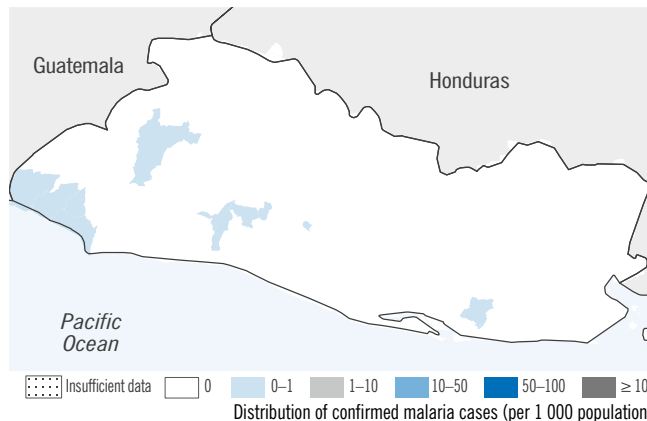 Guatemala
Honduras
Pacific
Ocean
Insufficient data 0 0–1 1–10 10–50 50–100 ≥ 10
Distribution of confirmed malaria cases (per 1 000 population